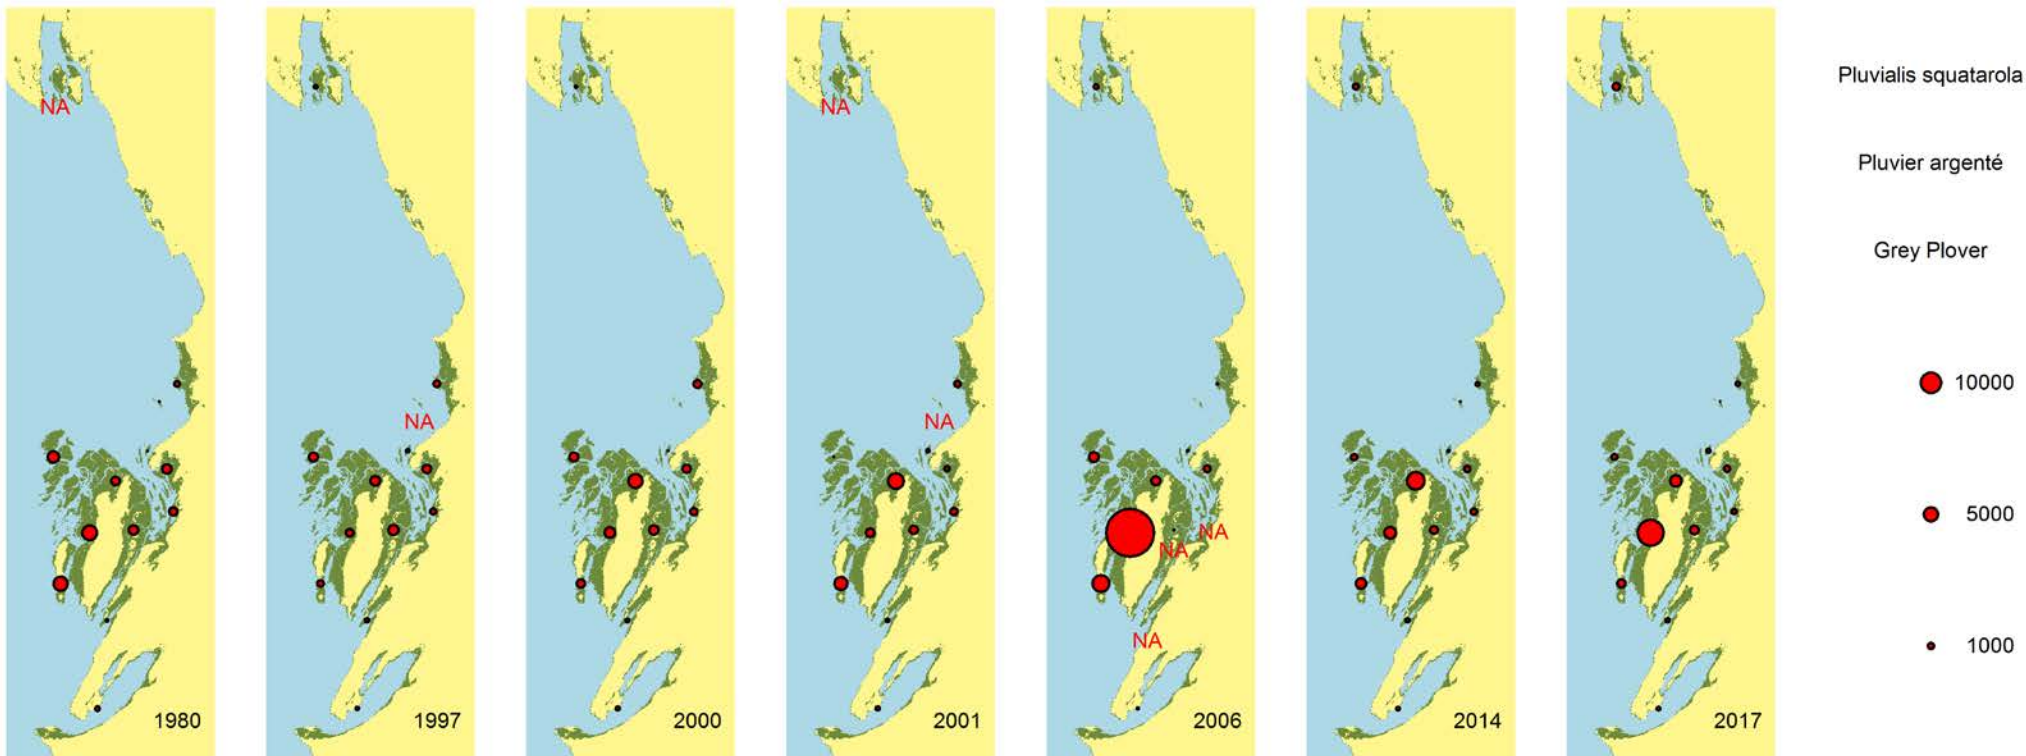 NA
1980
NA
1997
2000
NA
NA
2001
NA
NA
NA
2006
2014
2017
Pluvialis squatarola
Pluvier argenté
Grey Plover
10000
5000
1000